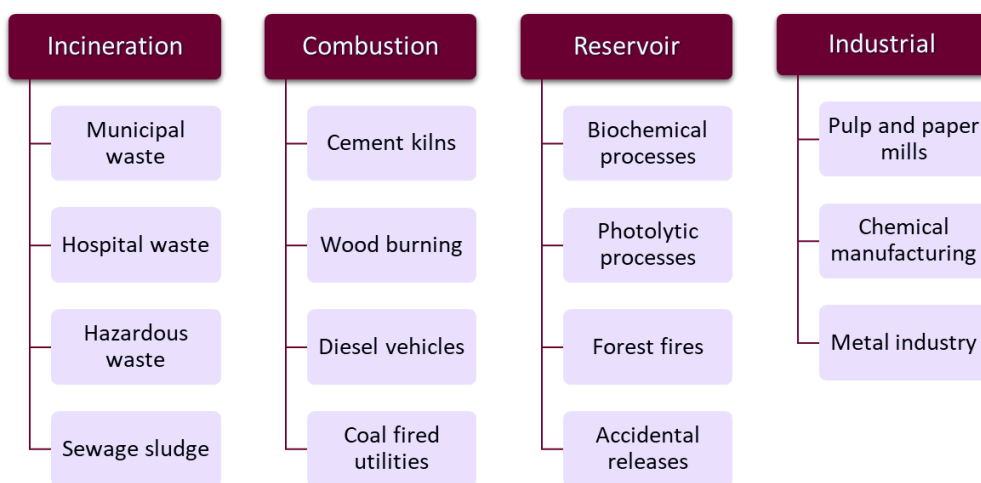 Incineration
Municipal
waste
Hospital waste
Hazardous
waste
Sewage sludge
Combustion
Cement kilns
Wood burning
Diesel vehicles
Coal fired
utilities
Reservoir
Biochemical
processes
Photolytic
processes
Forest fires
Accidental
releases
Industrial
Pulp and paper
mills
Chemical
manufacturing
Metal industry